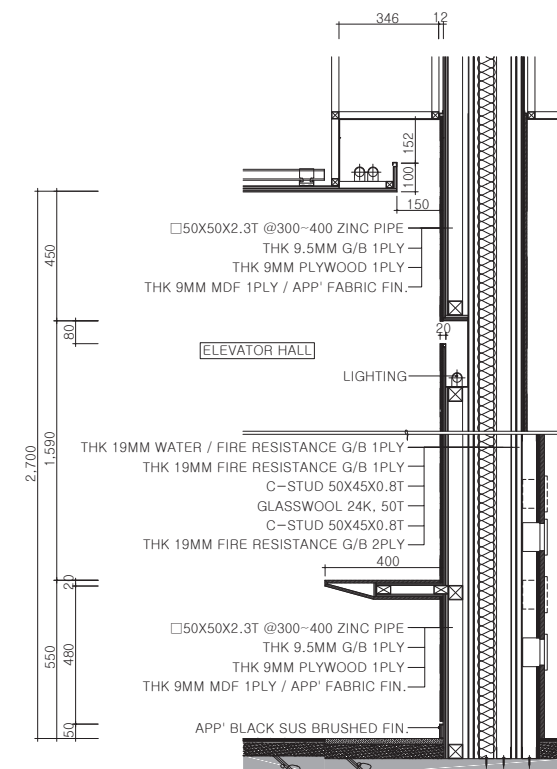 346
12
152
100
150
□50X50X2.3T @300~400 ZINC PIPE
THK 9.5MM G/B 1PLY
THK 9MM PLYWOOD 1PLY
THK 9MM MDF 1PLY / APP' FABRIC FIN.
450
80
20
ELEVATOR HALL
LIGHTING
2,700
1,590
THK 19MM WATER / FIRE RESISTANCE G/B 1PLY
THK 19MM FIRE RESISTANCE G/B 1PLY
C-STUD 50X45X0.8T
GLASSWOOL 24K, 50T
C-STUD 50X45X0.8T
THK 19MM FIRE RESISTANCE G/B 2PLY
400
20
□50X50X2.3T @300~400 ZINC PIPE
THK 9.5MM G/B 1PLY
THK 9MM PLYWOOD 1PLY
THK 9MM MDF 1PLY / APP' FABRIC FIN.
550
480
50
APP' BLACK SUS BRUSHED FIN.